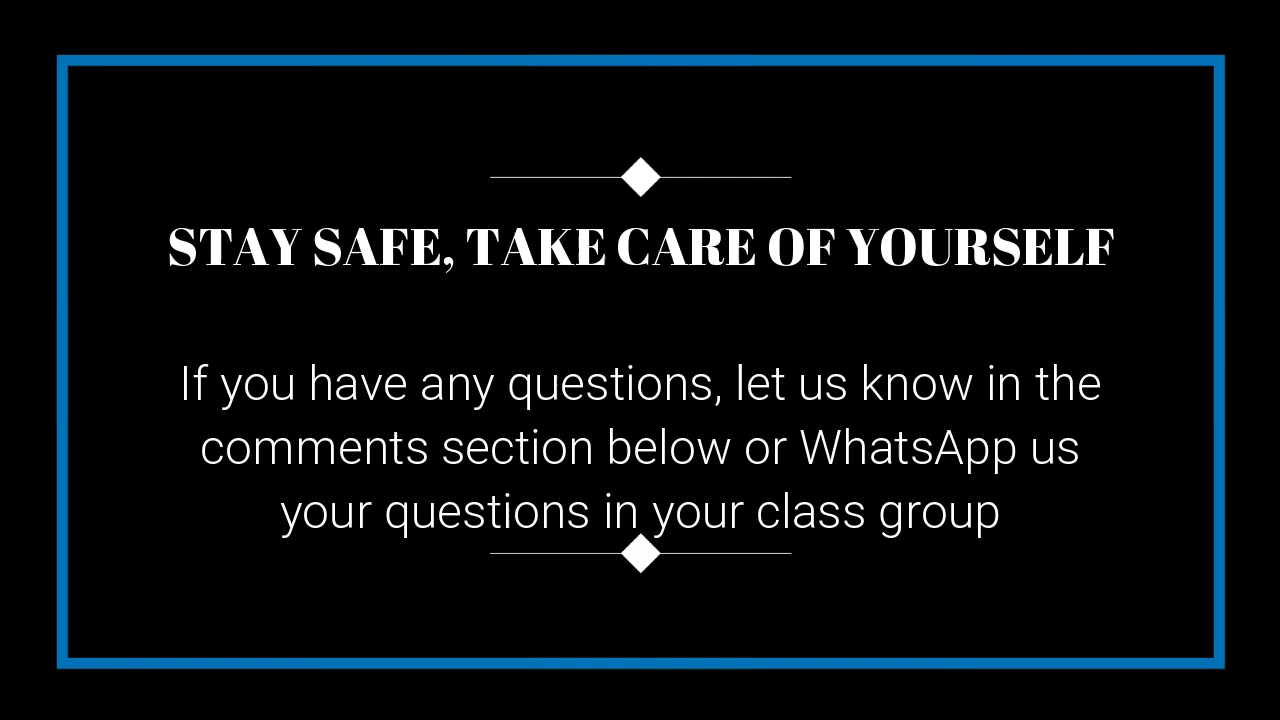 STAY SAFE, TAKE CARE OF YOURSELF
If you have any questions, let us know in the
comments section below or WhatsApp us
your questions in your class group